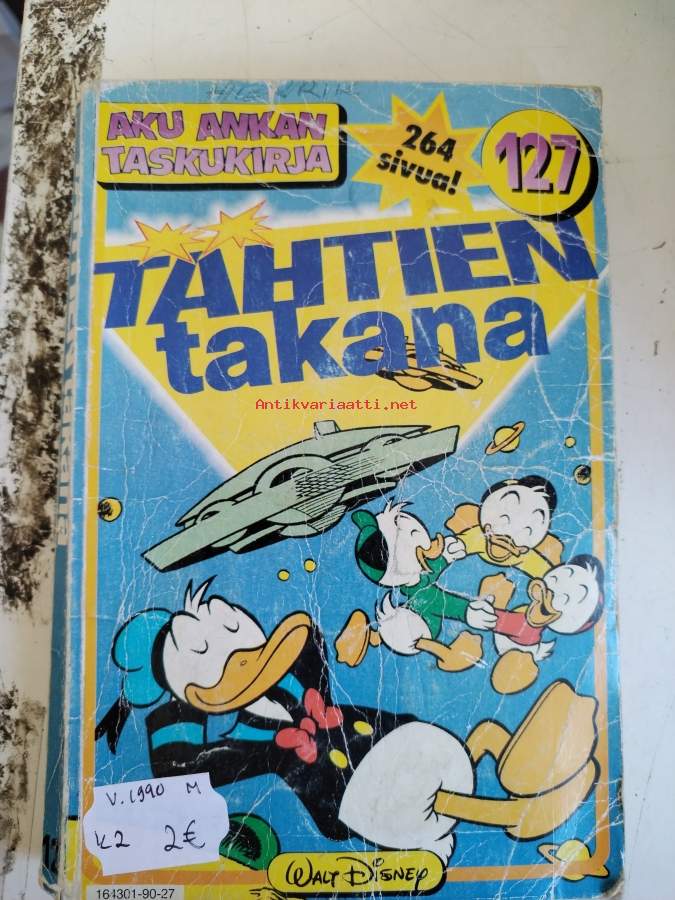 AKU ANKAN
TASKUKIRJA
264
sivua!
127
TÄHTIEN
takana
Antikvariaatti.net
V. 1990 M
K2 2€
WALT DISNEY
164301-90-27